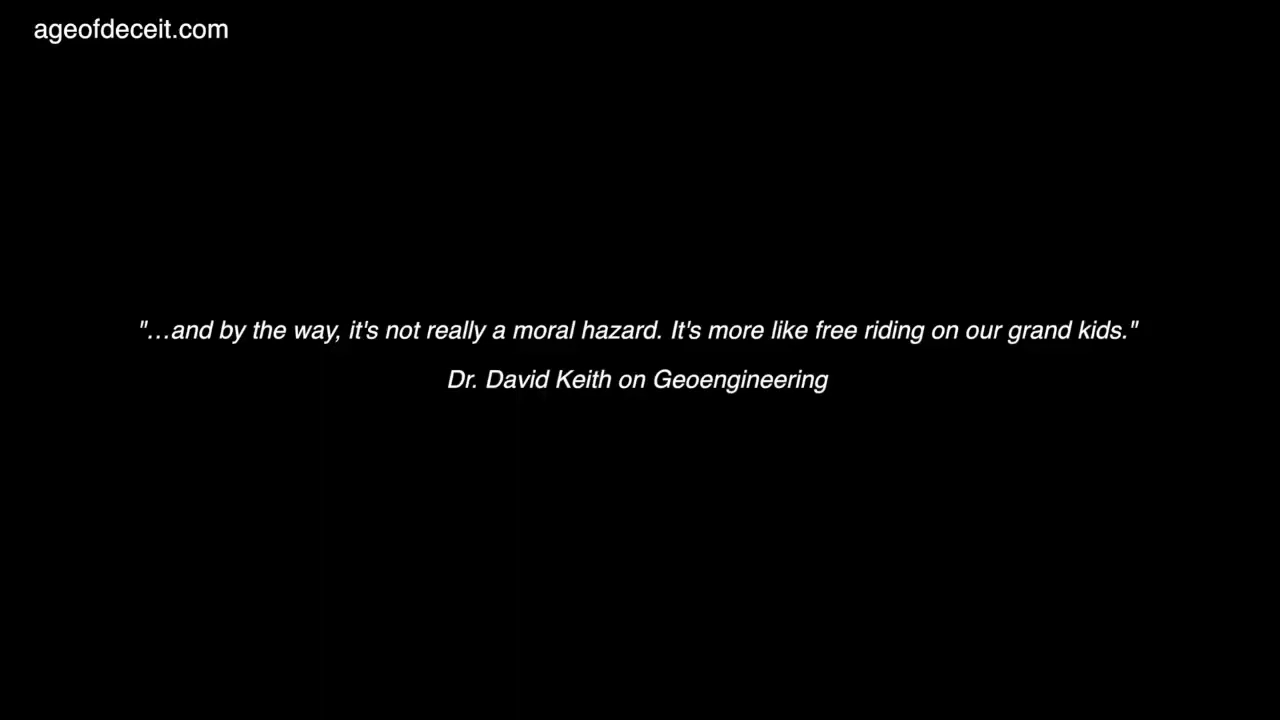 ageofdeceit.com
"…and by the way, it's not really a moral hazard. It's more like free riding on our grand kids."
Dr. David Keith on Geoengineering